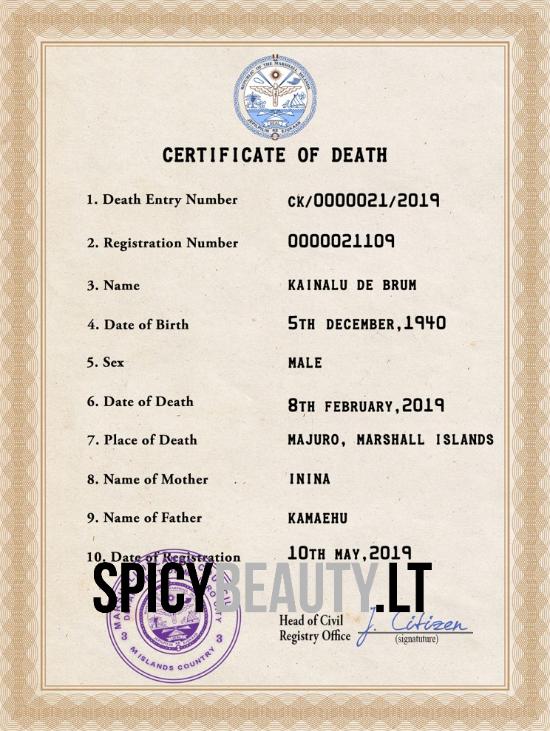 CERTIFICATE OF DEATH
1. Death Entry Number CK/0000021/2019
2. Registration Number 0000021109
3. Name KAINALU DE BRUM
4. Date of Birth 5TH DECEMBER,1940
5. Sex MALE
6. Date of Death 8TH FEBRUARY,2019
7. Place of Death MAJURO, MARSHALL ISLANDS
8. Name of Mother ININA
9. Name of Father KAMAEHU
10. Date of Registration 10TH MAY,2019
SPICYBEAUTY.LT
Head of Civil
Registry Office
J. Citizen
(signatuture)
3 M ISLANDS COUNTRY 3